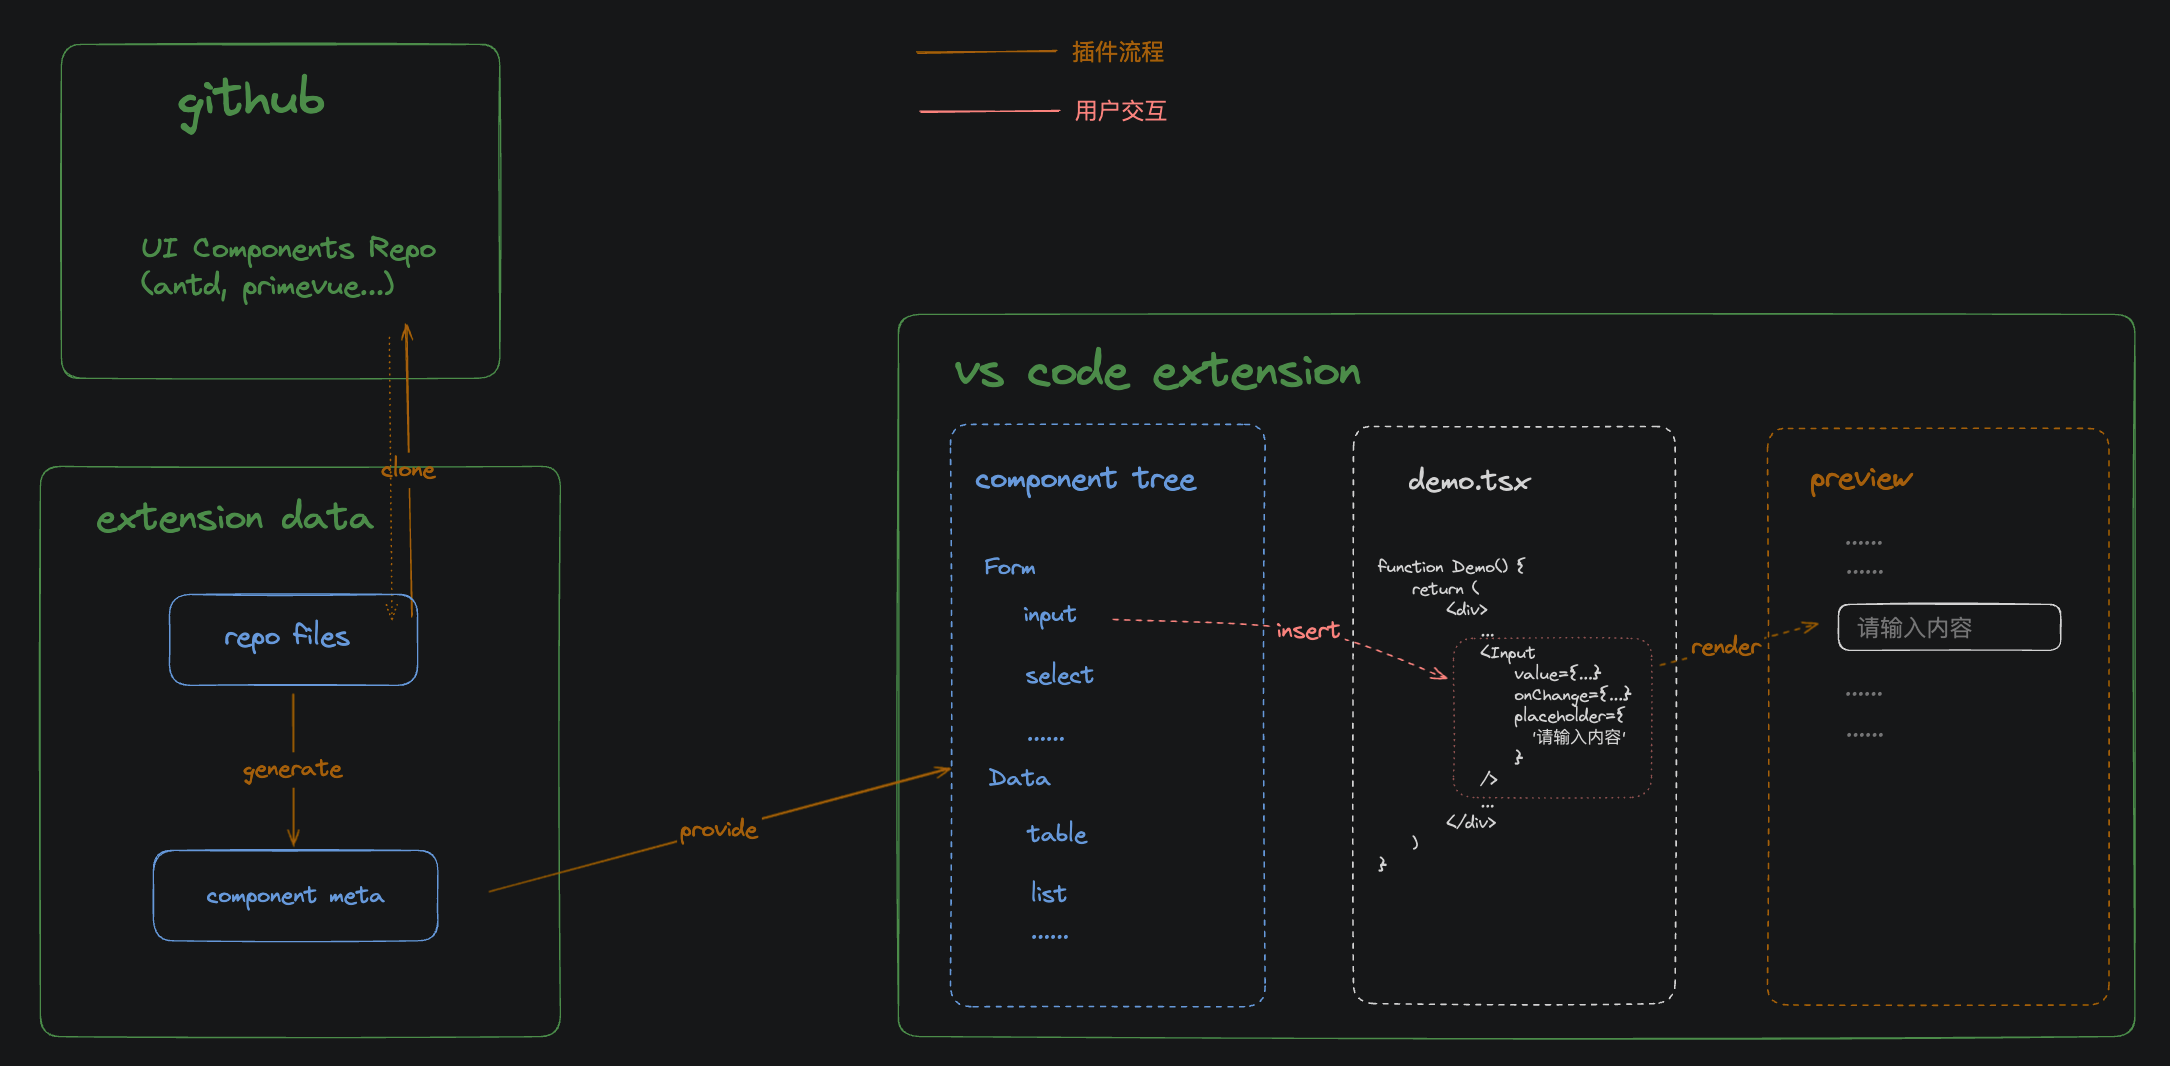 插件流程
用户交互
github
UI Components Repo
(antd, primevue...)
clone
extension data
repo files
generate
component meta
provide
vs code extension
component tree
Form
input
select
......
Data
table
list
......
insert
demo.tsx
function Demo() {
return (
<div>
...
<Input
value={...}
onChange={...}
placeholder={
'请输入内容'
}
/>
...
</div>
)
}
render
preview
......
......
请输入内容
......
......